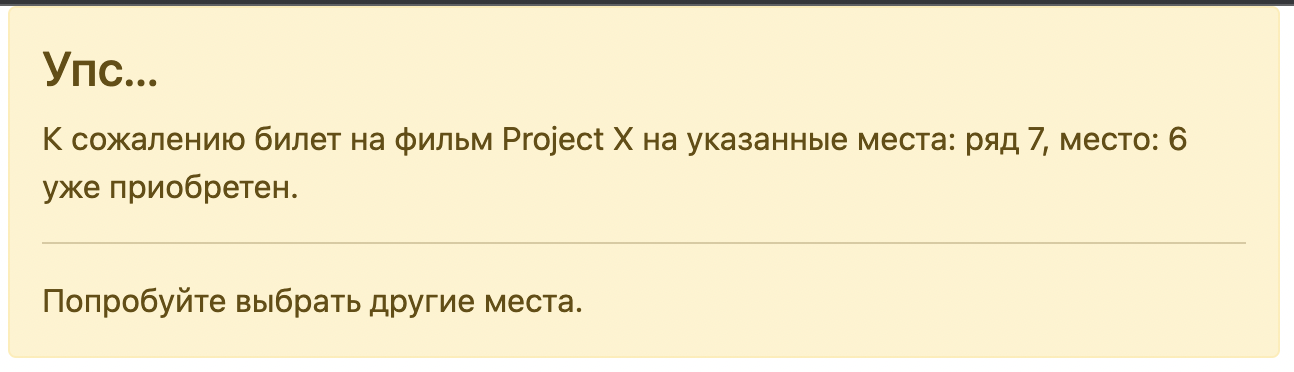 Упс...
К сожалению билет на фильм Project X на указанные места: ряд 7, место: 6
уже приобретен.
Попробуйте выбрать другие места.